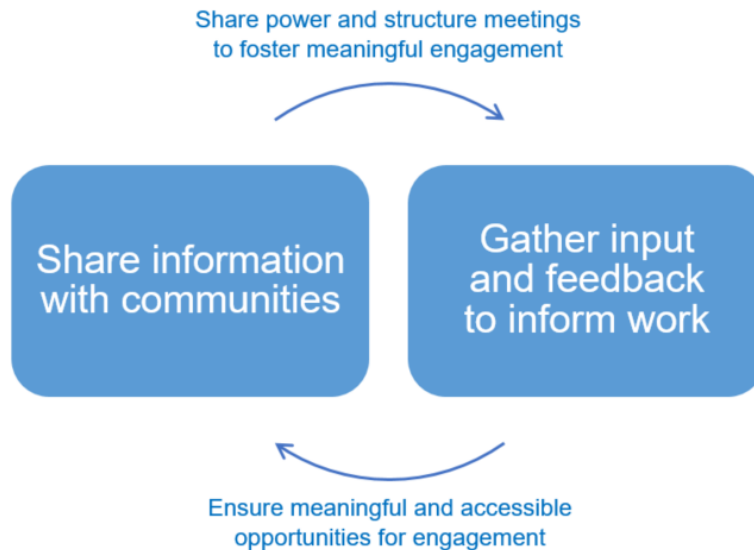 Share power and structure meetings
to foster meaningful engagement
Share information
with communities
Gather input
and feedback
to inform work
Ensure meaningful and accessible
opportunities for engagement